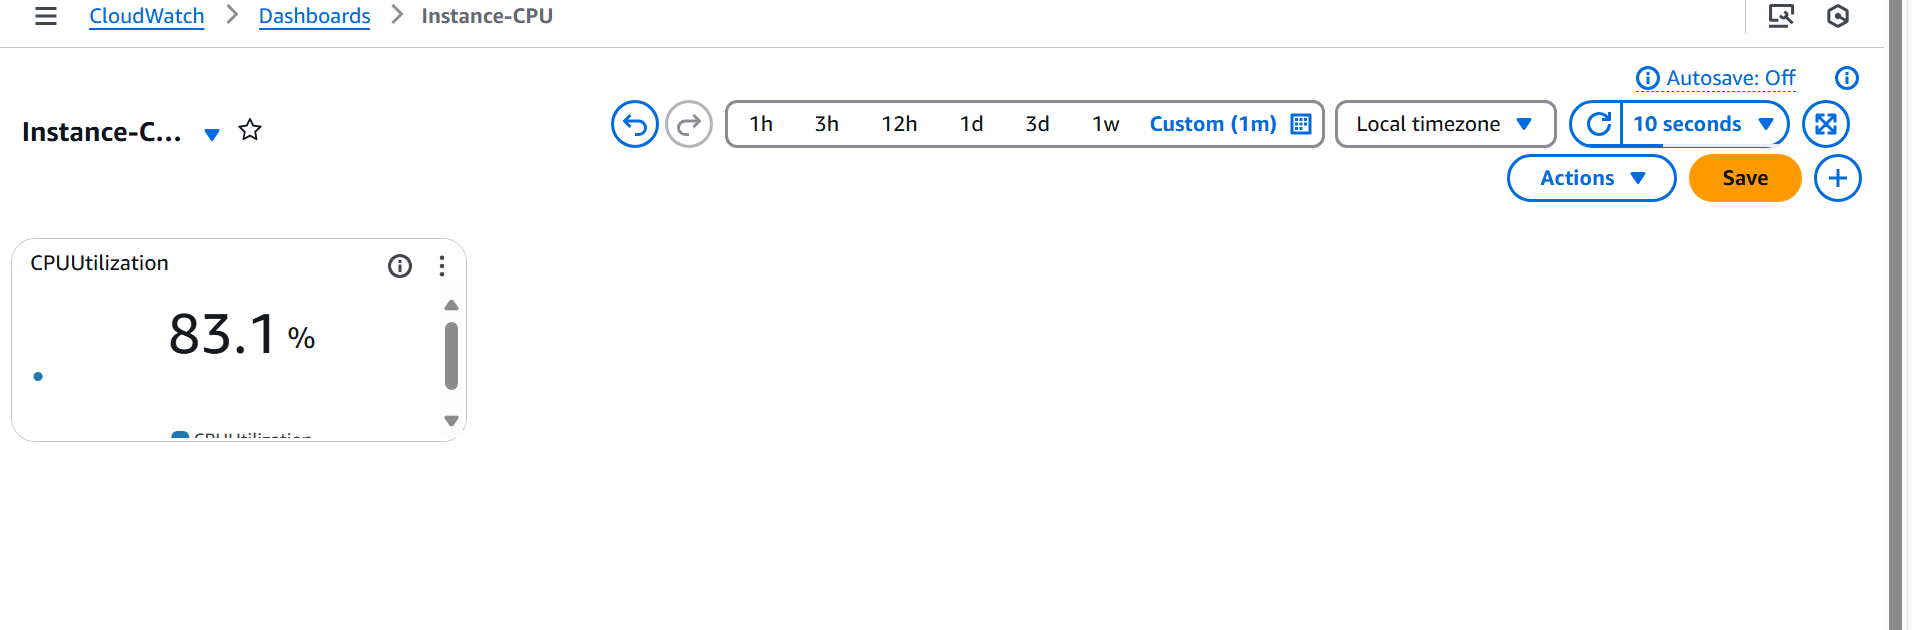 CloudWatch > Dashboards > Instance-CPU
Autosave: Off
Instance-C...
1h 3h 12h 1d 3d 1w Custom (1m)
Local timezone
10 seconds
Actions
Save
CPUUtilization
83.1 %
CPUUtilization